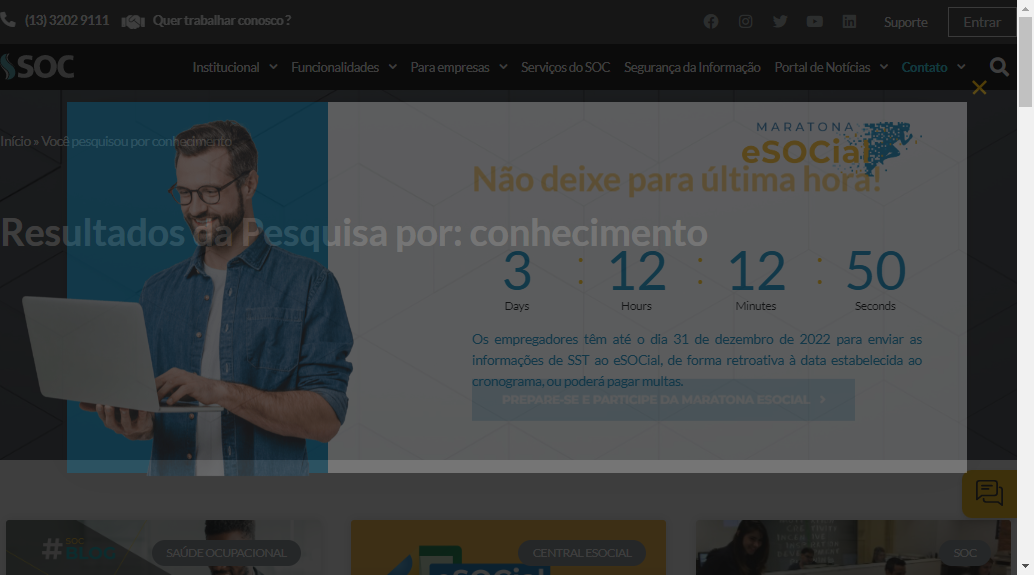 (13) 3202 9111 Quer trabalhar conosco ? Suporte Entrar
SOC Institucional Funcionalidades Para empresas Serviços do SOC Segurança da Informação Portal de Notícias Contato
Início » Você pesquisou por conhecimento
MARATONA
eSOCial
Não deixe para última hora!
Resultados da Pesquisa por: conhecimento
3 : 12 : 12 : 50
Days Hours Minutes Seconds
Os empregadores têm até o dia 31 de dezembro de 2022 para enviar as
informações de SST ao eSOCial, de forma retroativa à data estabelecida ao
cronograma, ou poderá pagar multas.
PREPARE-SE E PARTICIPE DA MARATONA ESOCIAL
#SOC BLOG SAÚDE OCUPACIONAL CENTRAL ESOCIAL SOC
eSOCial